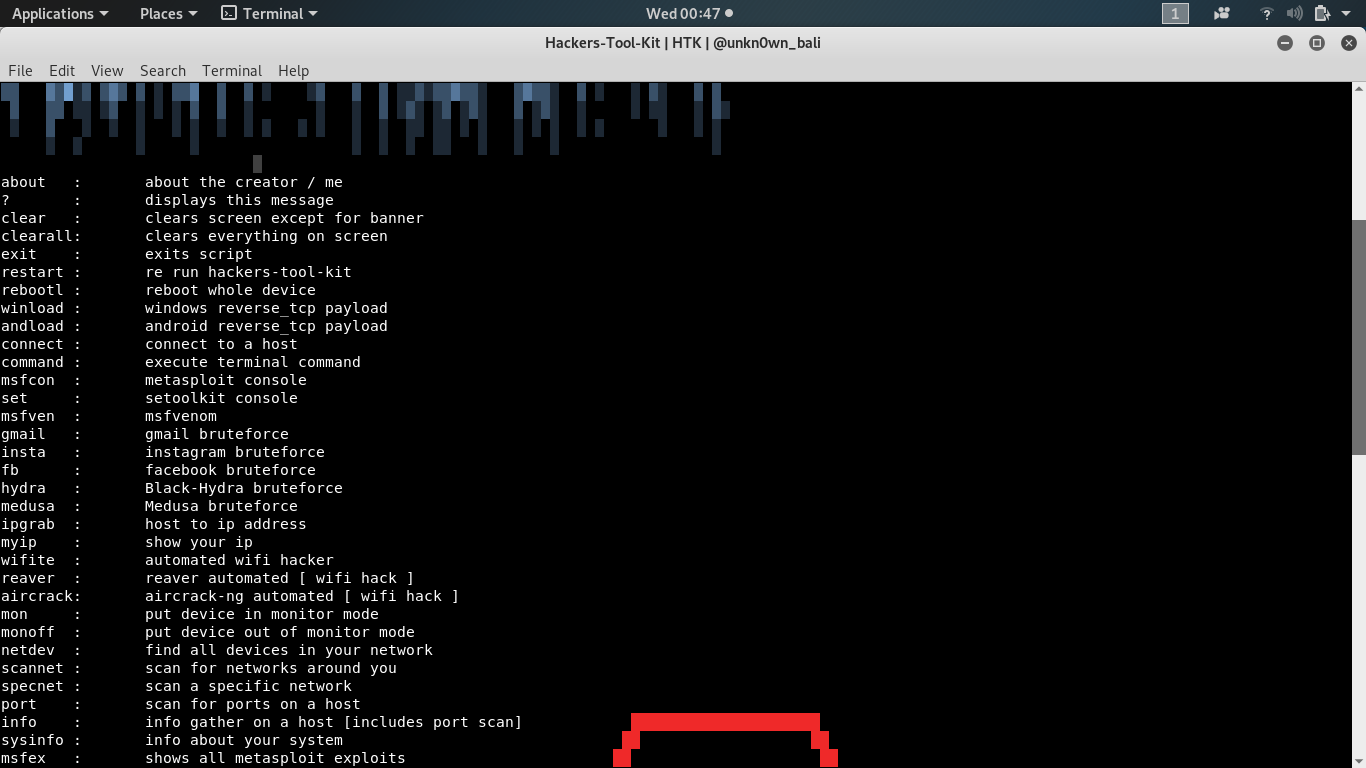 Applications Places Terminal Wed 00:47 1
Hackers-Tool-Kit | HTK | @unkn0wn_bali
File Edit View Search Terminal Help
about : about the creator / me
? : displays this message
clear : clears screen except for banner
clearall: clears everything on screen
exit : exits script
restart : re run hackers-tool-kit
rebootl : reboot whole device
winload : windows reverse_tcp payload
andload : android reverse_tcp payload
connect : connect to a host
command : execute terminal command
msfcon : metasploit console
set : setoolkit console
msfven : msfvenom
gmail : gmail bruteforce
insta : instagram bruteforce
fb : facebook bruteforce
hydra : Black-Hydra bruteforce
medusa : Medusa bruteforce
ipgrab : host to ip address
myip : show your ip
wifite : automated wifi hacker
reaver : reaver automated [ wifi hack ]
aircrack: aircrack-ng automated [ wifi hack ]
mon : put device in monitor mode
monoff : put device out of monitor mode
netdev : find all devices in your network
scannet : scan for networks around you
specnet : scan a specific network
port : scan for ports on a host
info : info gather on a host [includes port scan]
sysinfo : info about your system
msfex : shows all metasploit exploits